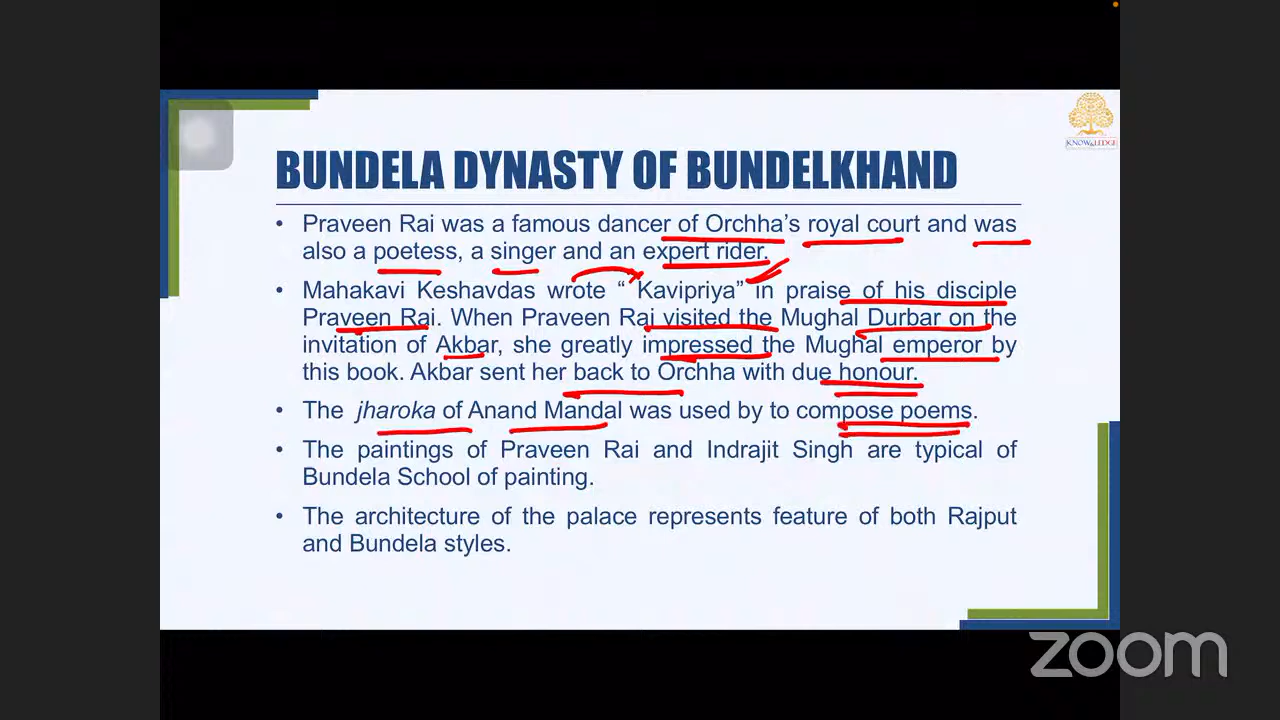 KNOWLEDGE
BUNDELA DYNASTY OF BUNDELKHAND
• Praveen Rai was a famous dancer of Orchha's royal court and was
also a poetess, a singer and an expert rider.
• Mahakavi Keshavdas wrote “ Kavipriya” in praise of his disciple
Praveen Rai. When Praveen Rai visited the Mughal Durbar on the
invitation of Akbar, she greatly impressed the Mughal emperor by
this book. Akbar sent her back to Orchha with due honour.
• The jharoka of Anand Mandal was used by to compose poems.
• The paintings of Praveen Rai and Indrajit Singh are typical of
Bundela School of painting.
• The architecture of the palace represents feature of both Rajput
and Bundela styles.
zoom